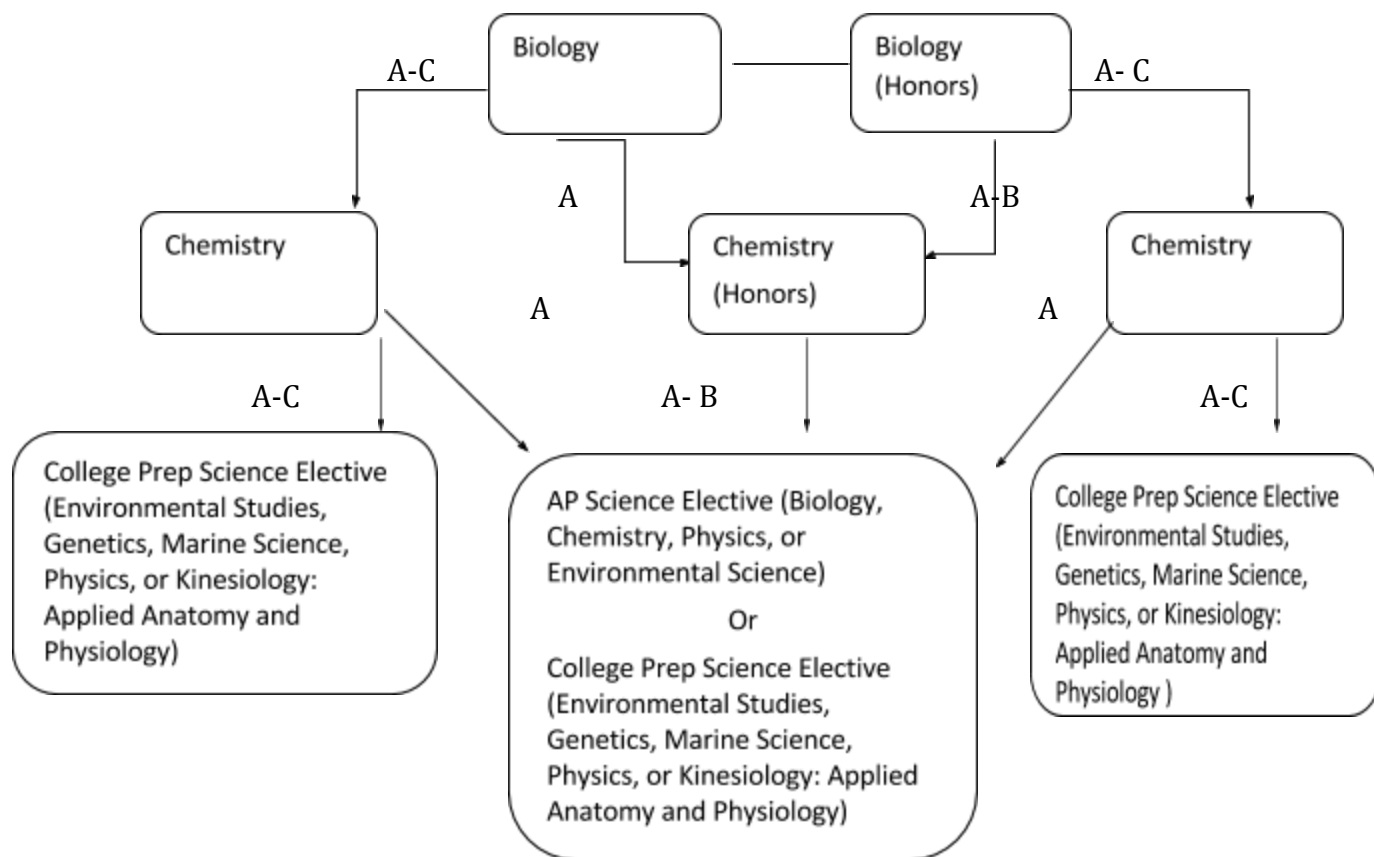 Biology
Biology
(Honors)
A-C
A- C
A
A-B
Chemistry
Chemistry
(Honors)
Chemistry
A
A
A-C
A- B
A-C
College Prep Science Elective
(Environmental Studies,
Genetics, Marine Science,
Physics, or Kinesiology:
Applied Anatomy and
Physiology)
AP Science Elective (Biology,
Chemistry, Physics, or
Environmental Science)
Or
College Prep Science Elective
(Environmental Studies,
Genetics, Marine Science,
Physics, or Kinesiology: Applied
Anatomy and Physiology)
College Prep Science Elective
(Environmental Studies,
Genetics, Marine Science,
Physics, or Kinesiology:
Applied Anatomy and
Physiology )